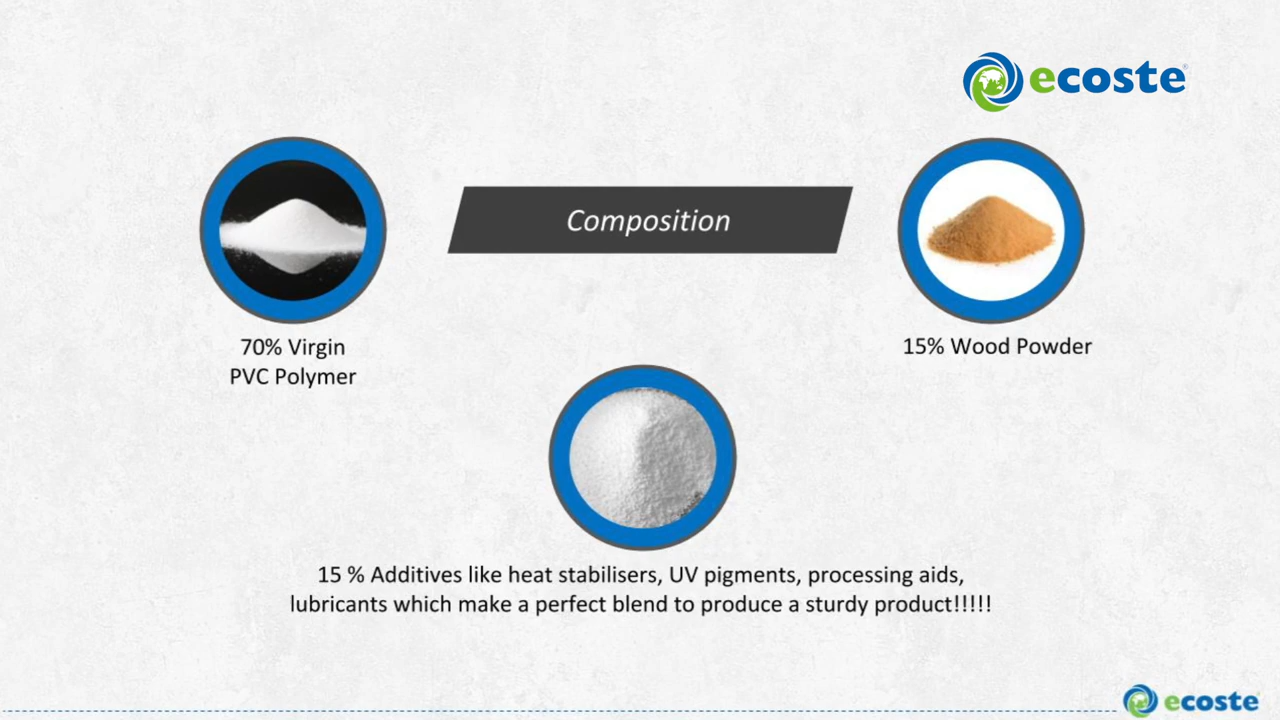 ecoste
Composition
70% Virgin
PVC Polymer
15% Wood Powder
15 % Additives like heat stabilisers, UV pigments, processing aids,
lubricants which make a perfect blend to produce a sturdy product!!!!!
ecoste